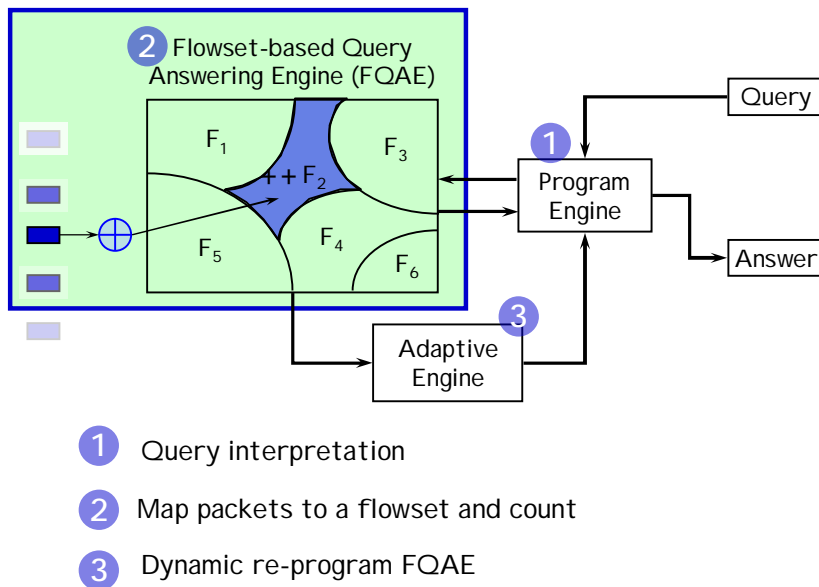 2 Flowset-based Query
Answering Engine (FQAE)
F1
++F2
F3
F4
F5
F6
Query
1
Program
Engine
Answer
3
Adaptive
Engine
1 Query interpretation
2 Map packets to a flowset and count
3 Dynamic re-program FQAE